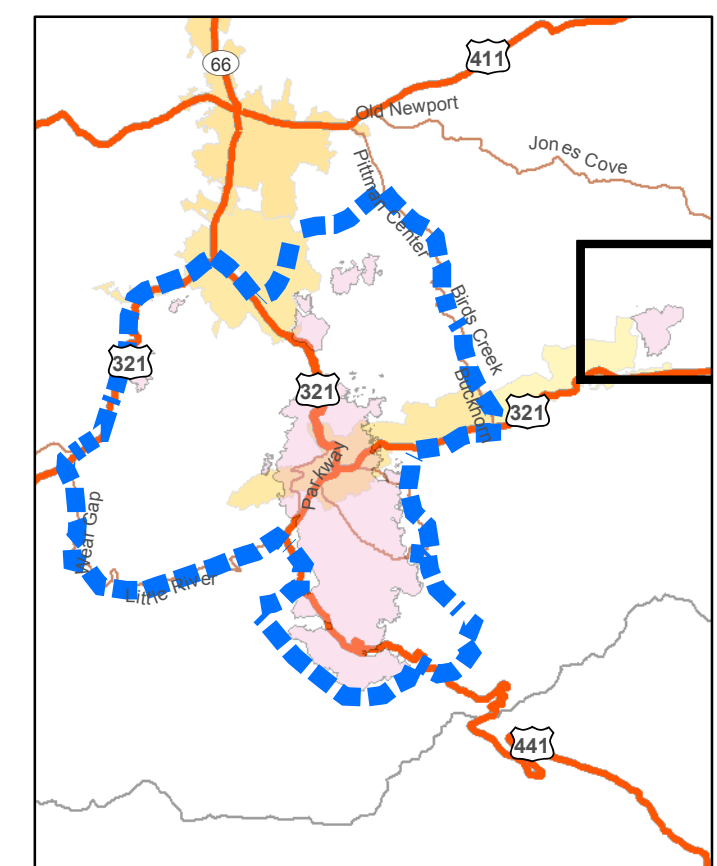 66
411
Old Newport
Jones Cove
Pittman Center
Birds Creek
321
321
Buckhorn
321
Parkway
Wear Gap
Little River
441